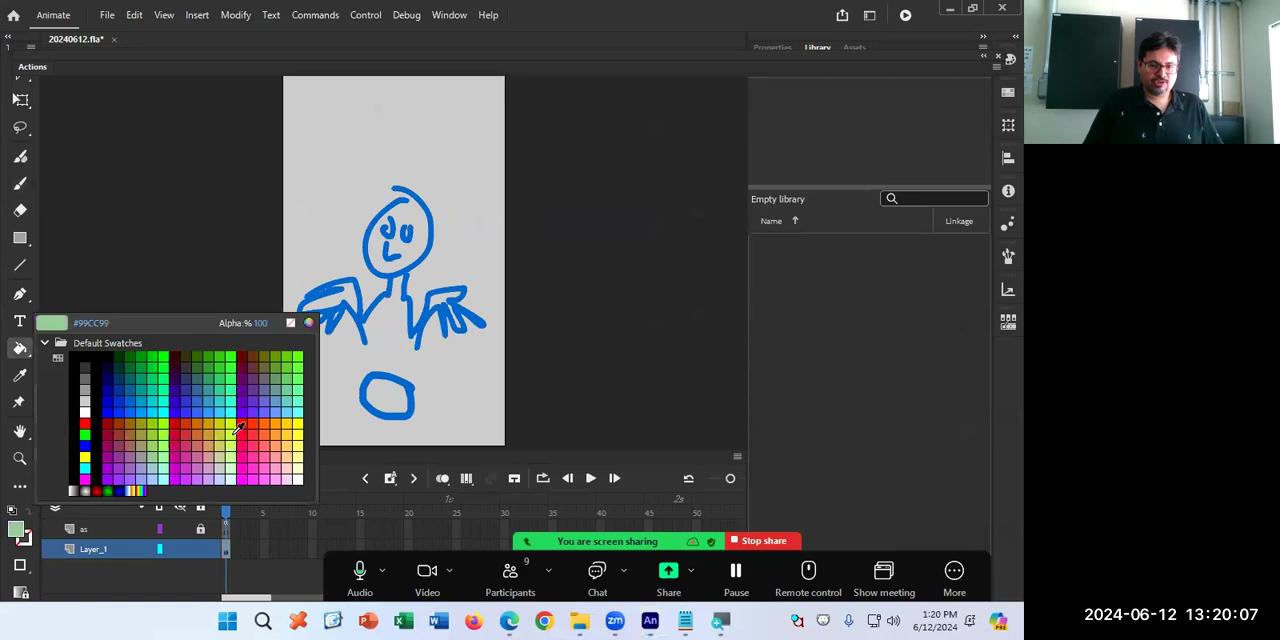 Animate File Edit View Insert Modify Text Commands Control Debug Window Help
20240612.fla* ×
Properties Library Assets
Actions
Empty library
Name Linkage
#99CC99 Alpha:% 100
Default Swatches
1s 2s
5 10 15 20 25 30 35 40 45 50
as
Layer_1
You are screen sharing Stop share
9
Audio Video Participants Chat Share Pause Remote control Show meeting More
1:20 PM
6/12/2024
2024-06-12 13:20:07